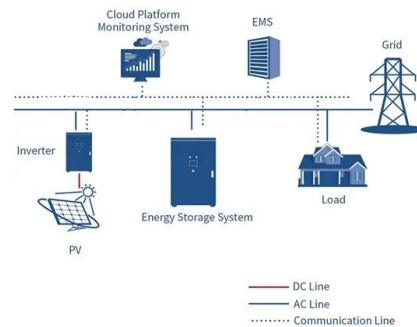 Cloud Platform
Monitoring System
EMS
Grid
Inverter
Energy Storage System
Load
PV
DC Line
AC Line
Communication Line